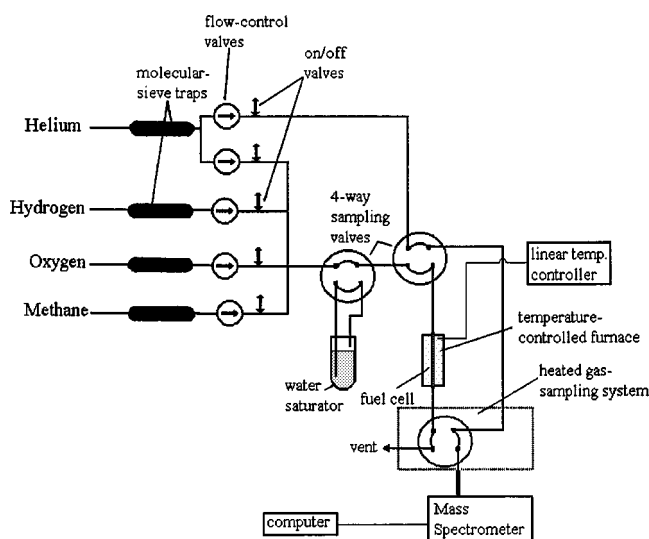 flow-control
valves
on/off
valves
molecular-
sieve traps
Helium
Hydrogen
4-way
sampling
valves
Oxygen
linear temp.
controller
Methane
temperature-
controlled furnace
water
saturator
fuel cell
heated gas-
sampling system
vent
computer
Mass
Spectrometer